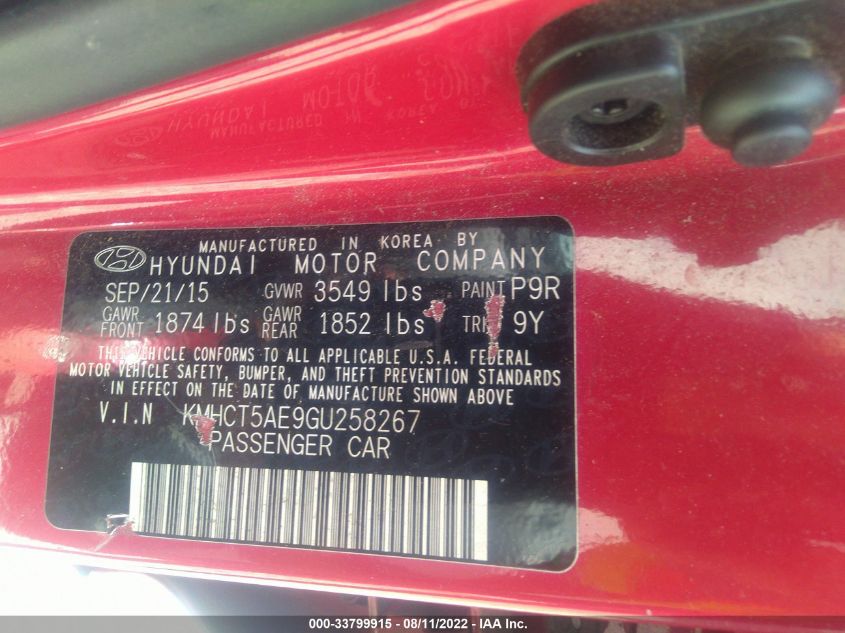 MANUFACTURED IN KOREA BY
HYUNDAI MOTOR COMPANY
SEP/21/15 GVWR 3549 lbs PAINT P9R
GAWR FRONT 1874 lbs GAWR REAR 1852 lbs TRIM 9Y
THIS VEHICLE CONFORMS TO ALL APPLICABLE U.S.A. FEDERAL
MOTOR VEHICLE SAFETY, BUMPER, AND THEFT PREVENTION STANDARDS
IN EFFECT ON THE DATE OF MANUFACTURE SHOWN ABOVE
V.I.N KMHCT5AE9GU258267
PASSENGER CAR
000-33799915 - 08/11/2022 - IAA Inc.